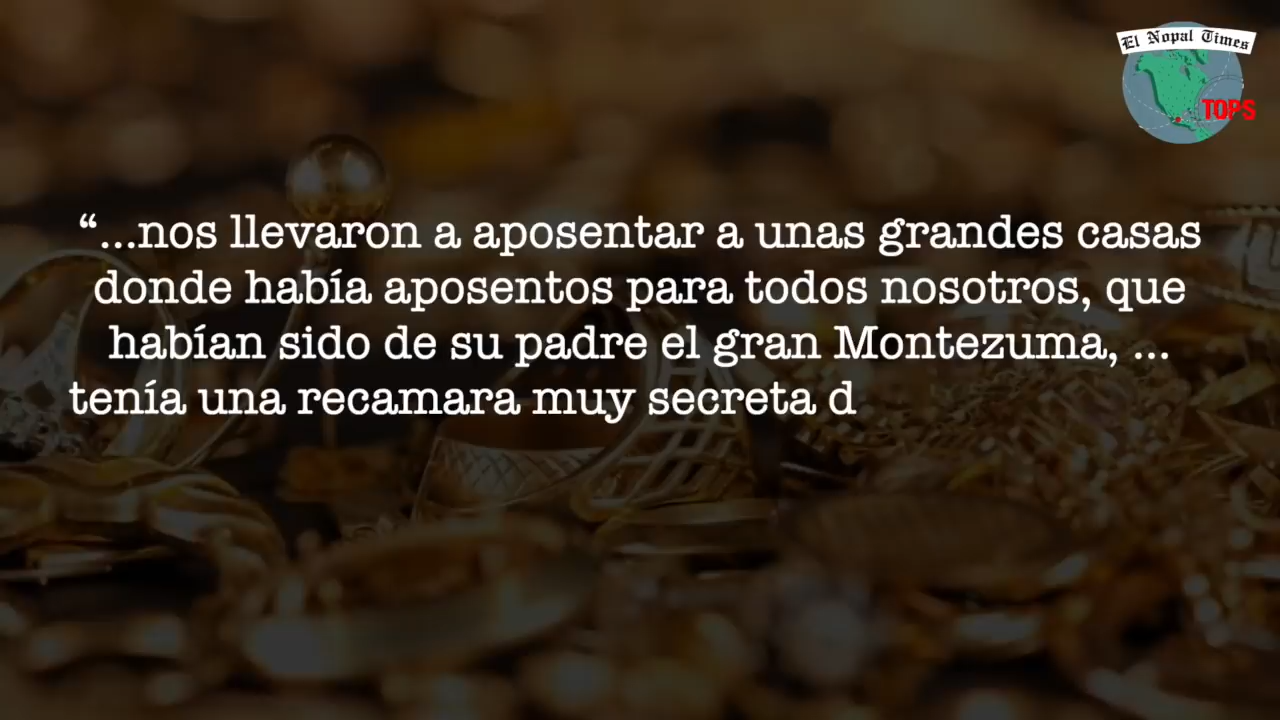 El Nopal Times
TOPS
“...nos llevaron a aposentar a unas grandes casas
donde había aposentos para todos nosotros, que
habían sido de su padre el gran Montezuma, ...
tenía una recamara muy secreta d